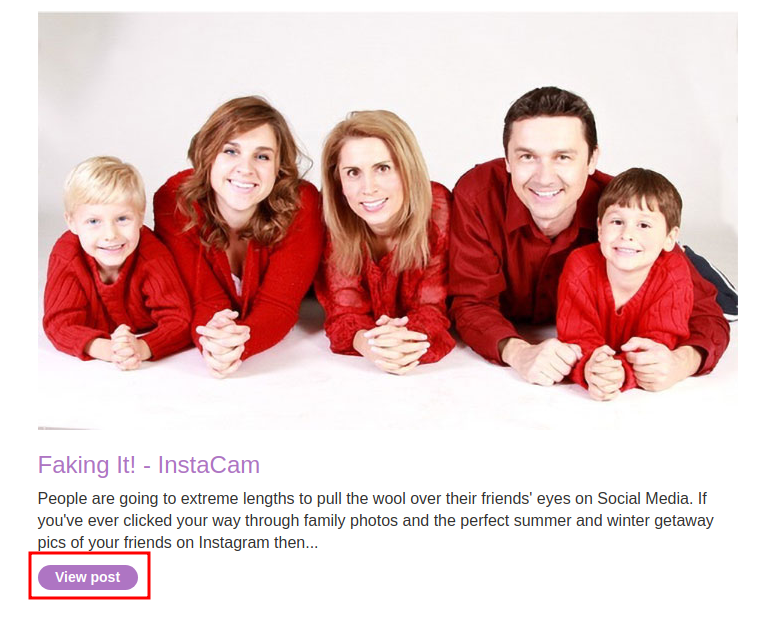 Faking It! - InstaCam
People are going to extreme lengths to pull the wool over their friends' eyes on Social Media. If
you've ever clicked your way through family photos and the perfect summer and winter getaway
pics of your friends on Instagram then...
View post